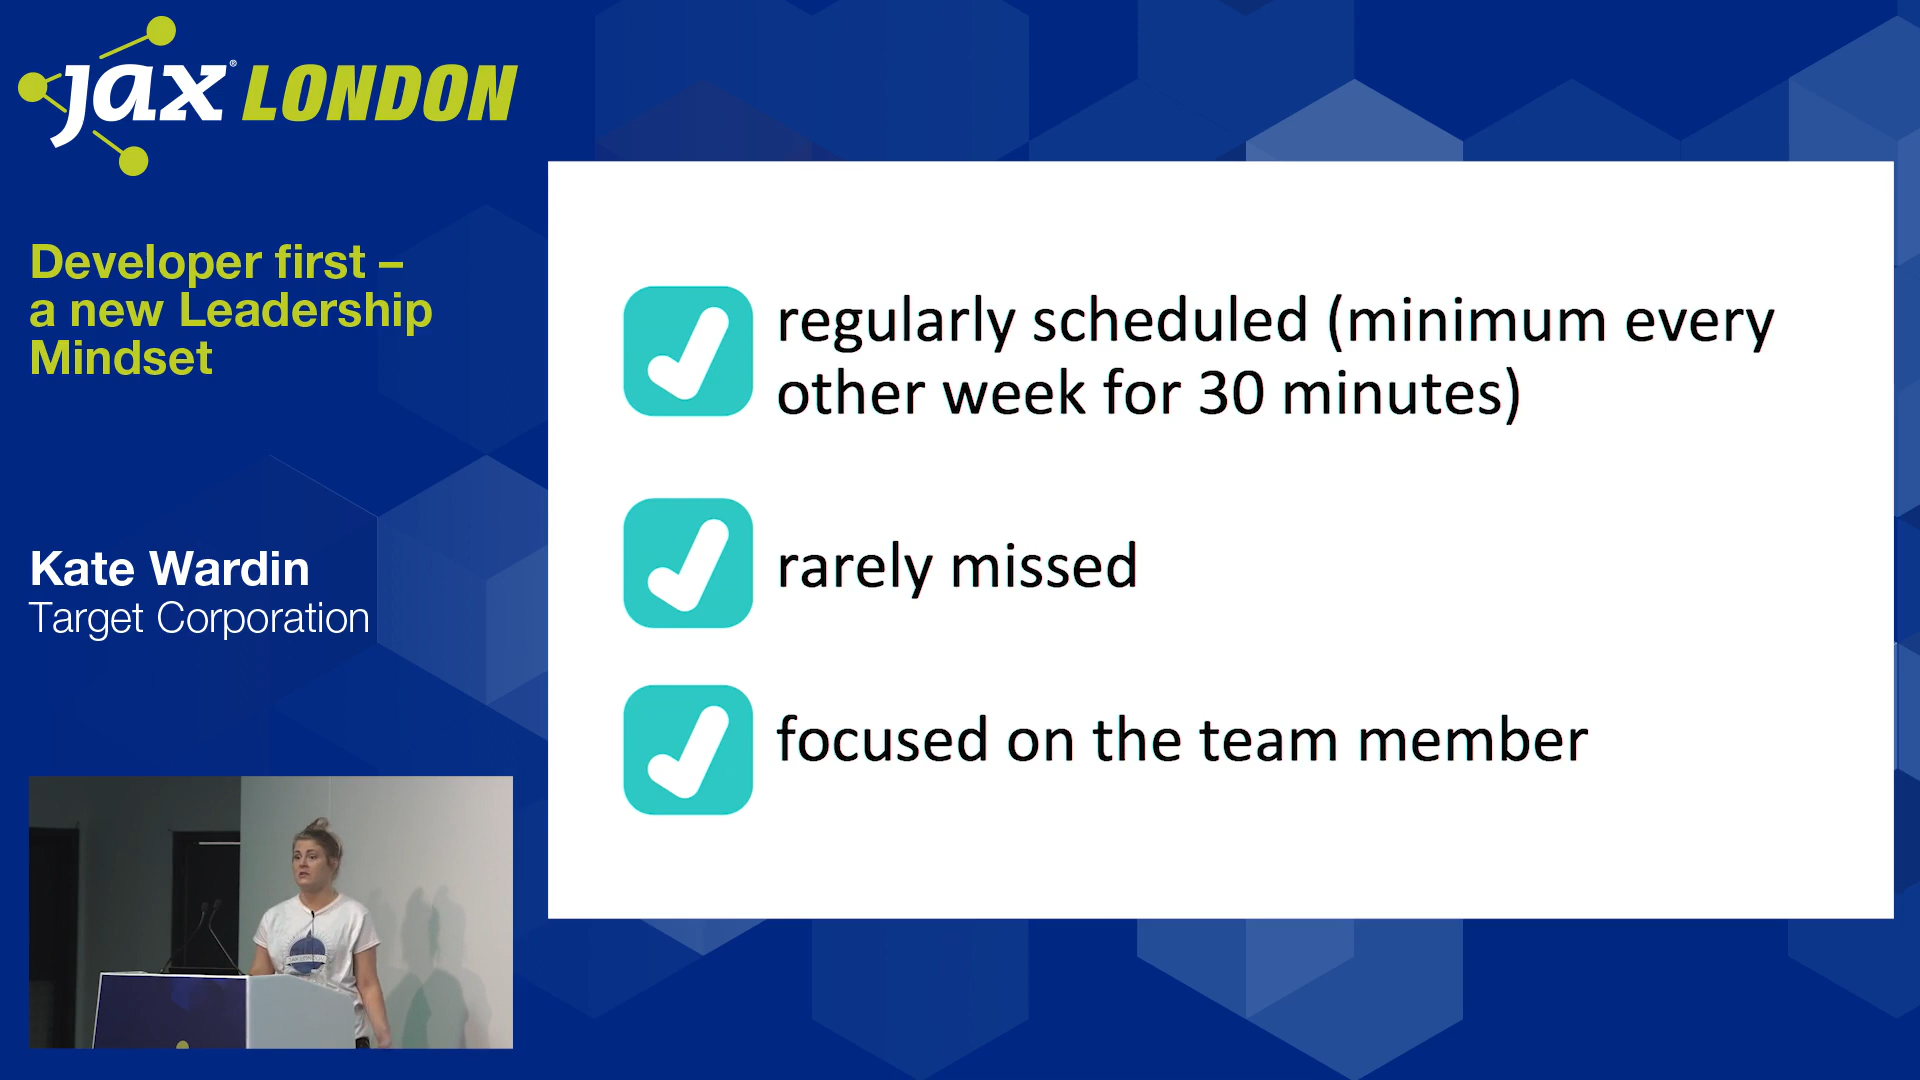 jax® LONDON
Developer first –
a new Leadership
Mindset
Kate Wardin
Target Corporation
regularly scheduled (minimum every
other week for 30 minutes)
rarely missed
focused on the team member